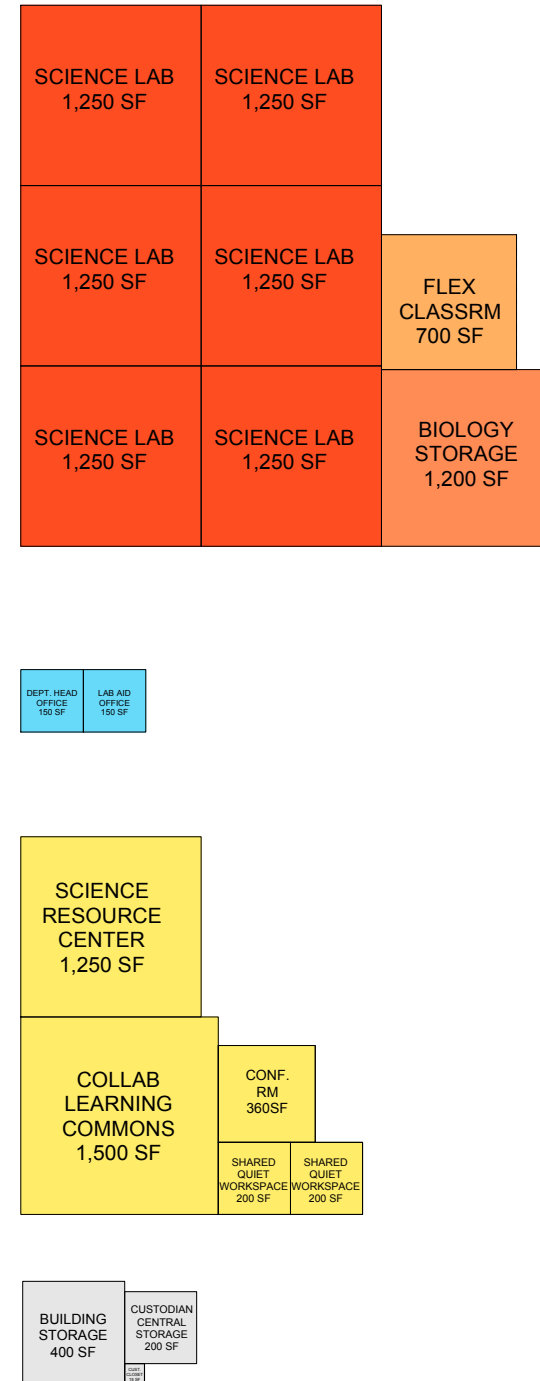 SCIENCE LAB
1,250 SF
SCIENCE LAB
1,250 SF
SCIENCE LAB
1,250 SF
SCIENCE LAB
1,250 SF
FLEX
CLASSRM
700 SF
SCIENCE LAB
1,250 SF
SCIENCE LAB
1,250 SF
BIOLOGY
STORAGE
1,200 SF
DEPT. HEAD
OFFICE
150 SF
LAB AID
OFFICE
150 SF
SCIENCE
RESOURCE
CENTER
1,250 SF
COLLAB
LEARNING
COMMONS
1,500 SF
CONF.
RM
360SF
SHARED
QUIET
WORKSPACE
200 SF
SHARED
QUIET
WORKSPACE
200 SF
BUILDING
STORAGE
400 SF
CUSTODIAN
CENTRAL
STORAGE
200 SF
CUST.
CLOSET